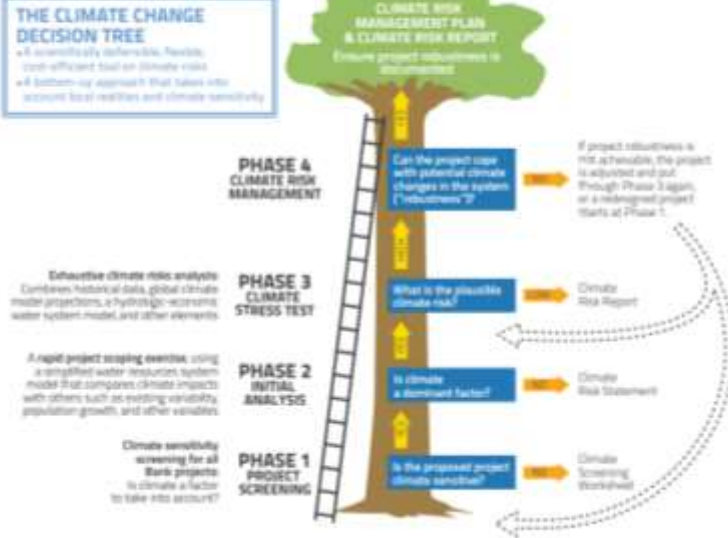 THE CLIMATE CHANGE
DECISION TREE
• A scientifically defensible, flexible,
cost-efficient tool on climate risks
• A bottom-up approach that takes into
account local realities and climate sensitivity
CLIMATE RISK
MANAGEMENT PLAN
& CLIMATE RISK REPORT
Ensure project robustness is
documented
YES
PHASE 4
CLIMATE RISK
MANAGEMENT
Can the project cope
with potential climate
changes in the system
("robustness")?
NO
If project robustness is
not achievable, the project
is adjusted and put
through Phase 3 again,
or a redesigned project
starts at Phase 1.
HIGH
Exhaustive climate risks analysis:
Combines historical data, global climate
model projections, a hydrologic-economic
water system model, and other elements
PHASE 3
CLIMATE
STRESS TEST
What is the plausible
climate risk?
LOW
Climate
Risk Report
YES
A rapid project scoping exercise, using
a simplified water resources system
model that compares climate impacts
with others such as existing variability,
population growth, and other variables
PHASE 2
INITIAL
ANALYSIS
Is climate
a dominant factor?
NO
Climate
Risk Statement
YES
Climate sensitivity
screening for all
Bank projects:
Is climate a factor
to take into account?
PHASE 1
PROJECT
SCREENING
Is the proposed project
climate sensitive?
NO
Climate
Screening
Worksheet